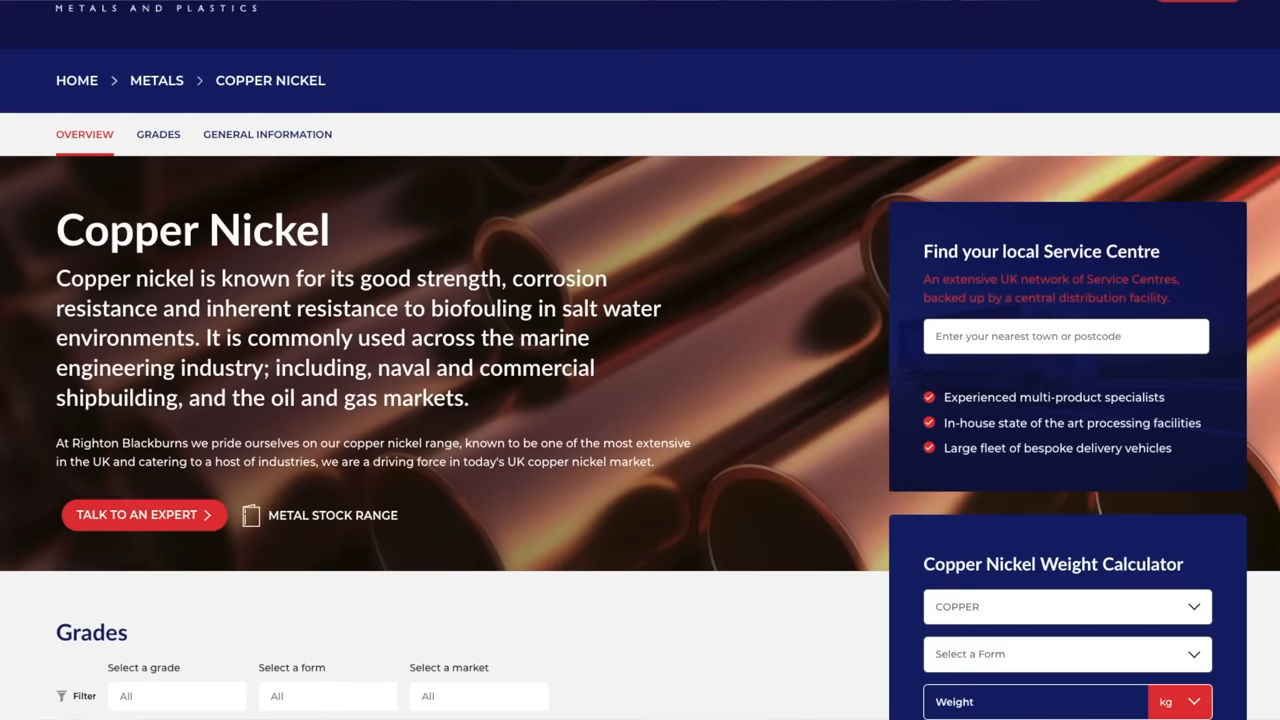 METALS AND PLASTICS
HOME > METALS > COPPER NICKEL
OVERVIEW GRADES GENERAL INFORMATION
Copper Nickel
Copper nickel is known for its good strength, corrosion
resistance and inherent resistance to biofouling in salt water
environments. It is commonly used across the marine
engineering industry; including, naval and commercial
shipbuilding, and the oil and gas markets.
At Righton Blackburns we pride ourselves on our copper nickel range, known to be one of the most extensive
in the UK and catering to a host of industries, we are a driving force in today's UK copper nickel market.
TALK TO AN EXPERT >
METAL STOCK RANGE
Find your local Service Centre
An extensive UK network of Service Centres,
backed up by a central distribution facility.
Enter your nearest town or postcode
Experienced multi-product specialists
In-house state of the art processing facilities
Large fleet of bespoke delivery vehicles
Copper Nickel Weight Calculator
COPPER
Select a Form
Weight kg
Grades
Select a grade Select a form Select a market
Filter All All All